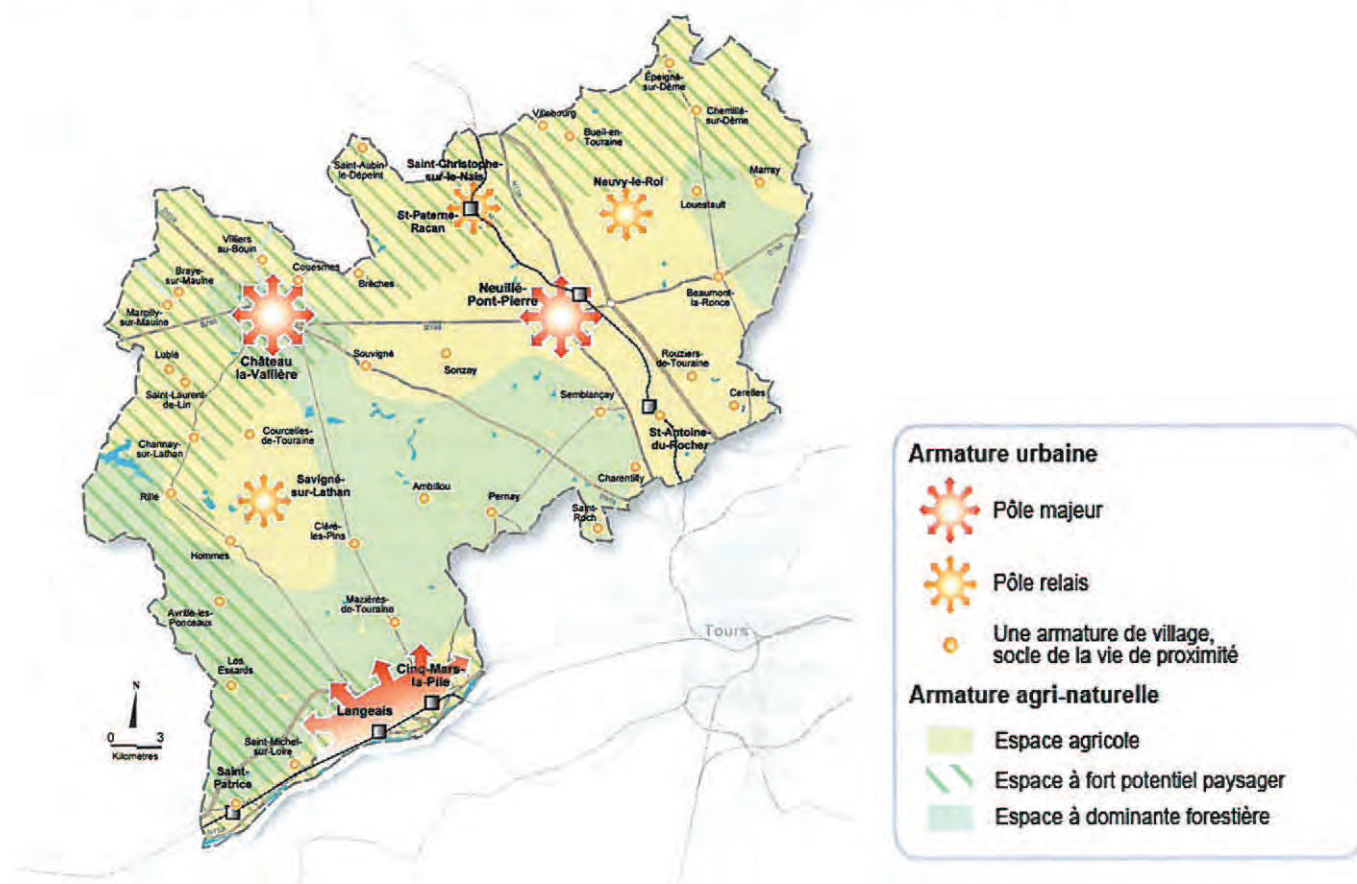 Épeigné-
sur-Dême
Chemillé-
sur-Dême
Villebourg
Bueil-en-
Touraine
Marray
Saint-Aubin-
le-Dépeint
Saint-Christophe-
sur-le-Nais
Neuvy-le-Roi
Louestault
St-Paterne-
Racan
Villiers
au-Bouin
Couesmes
Brèches
Braye-
sur-Maulne
Marcilly-
sur-Maulne
Neuillé-
Pont-Pierre
Beaumont-
la-Ronce
Château
la-Vallière
Lublé
Saint-Laurent-
de-Lin
Souvigné
Sonzay
Rouziers-
de-Touraine
Cerelles
Semblançay
St-Antoine-
du-Rocher
Channay-
sur-Lathan
Courcelles-
de-Touraine
Charentilly
Rillé
Savigné-
sur-Lathan
Ambillou
Pernay
Saint-
Roch
Cléré-
les-Pins
Hommes
Avrillé-les-
Ponceaux
Mazières-
de-Touraine
Tours
Les
Essards
Cinq-Mars-
la-Pile
Langeais
Saint-Michel-
sur-Loire
Saint-
Patrice
N
0 3
Kilomètres
Armature urbaine
Pôle majeur
Pôle relais
Une armature de village,
socle de la vie de proximité
Armature agri-naturelle
Espace agricole
Espace à fort potentiel paysager
Espace à dominante forestière